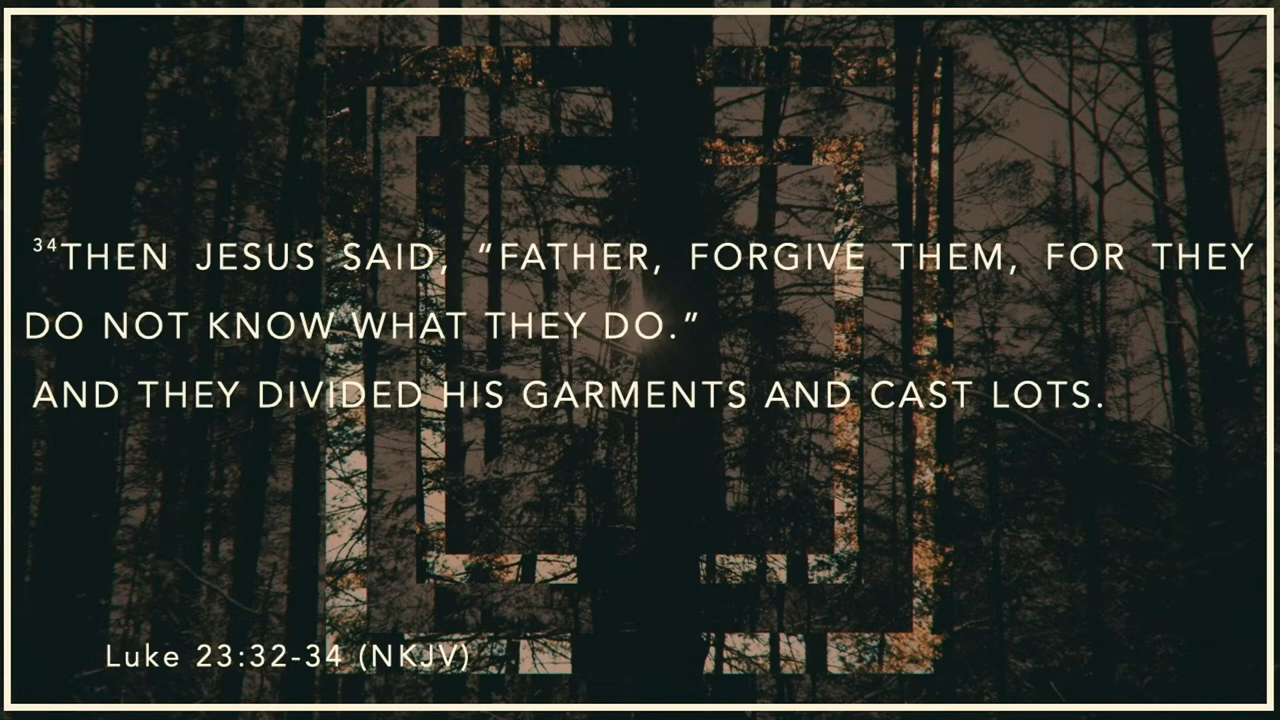 ³⁴THEN JESUS SAID, “FATHER, FORGIVE THEM, FOR THEY
DO NOT KNOW WHAT THEY DO.”
AND THEY DIVIDED HIS GARMENTS AND CAST LOTS.
Luke 23:32-34 (NKJV)